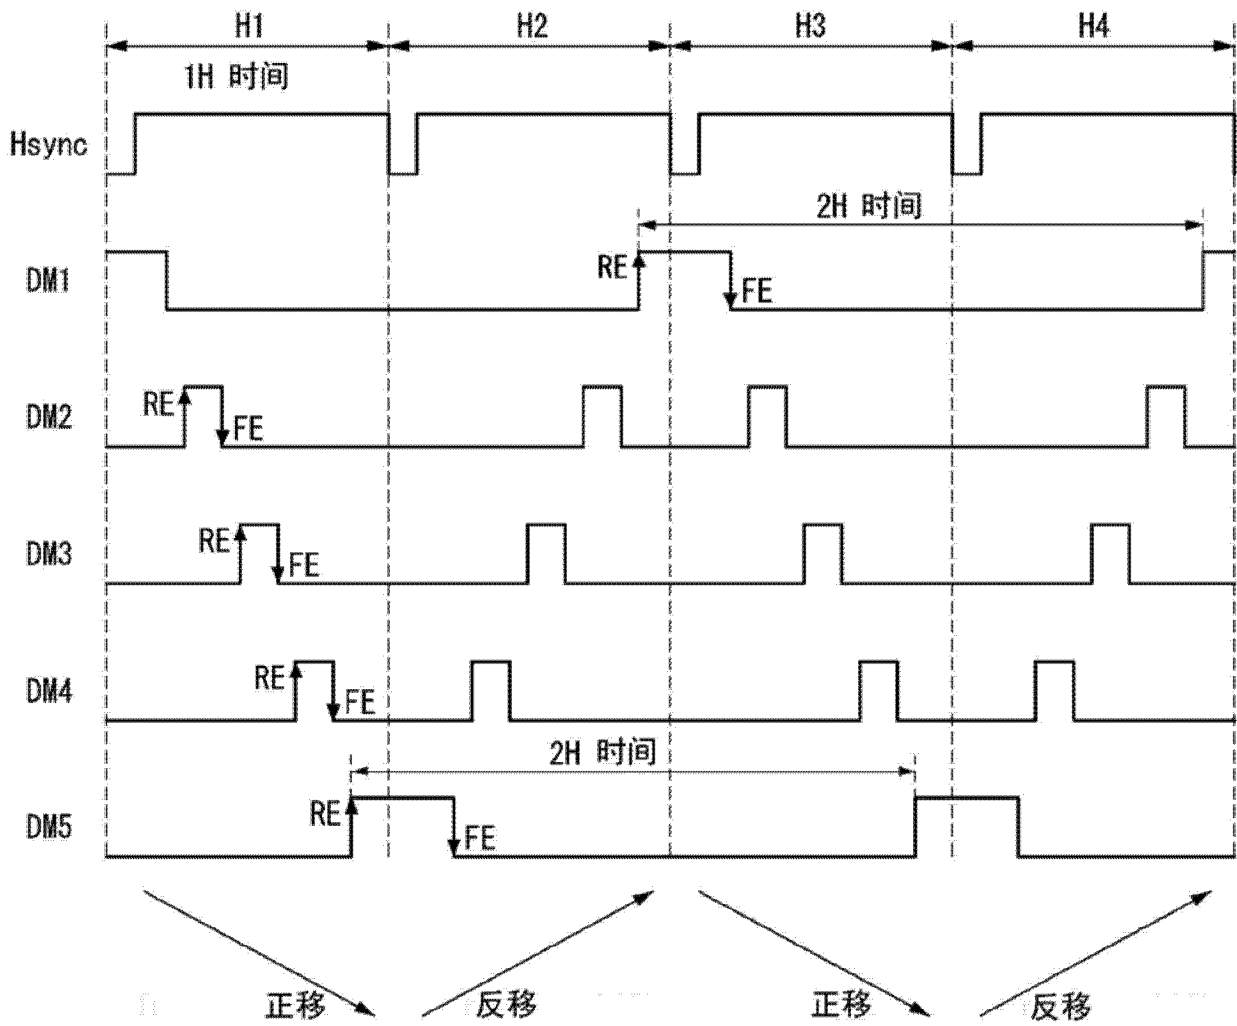 H1 H2 H3 H4
1H 时间
Hsync
2H 时间
DM1 RE FE
DM2 RE FE
DM3 RE FE
DM4 RE FE
2H 时间
DM5 RE FE
正移 反移 正移 反移